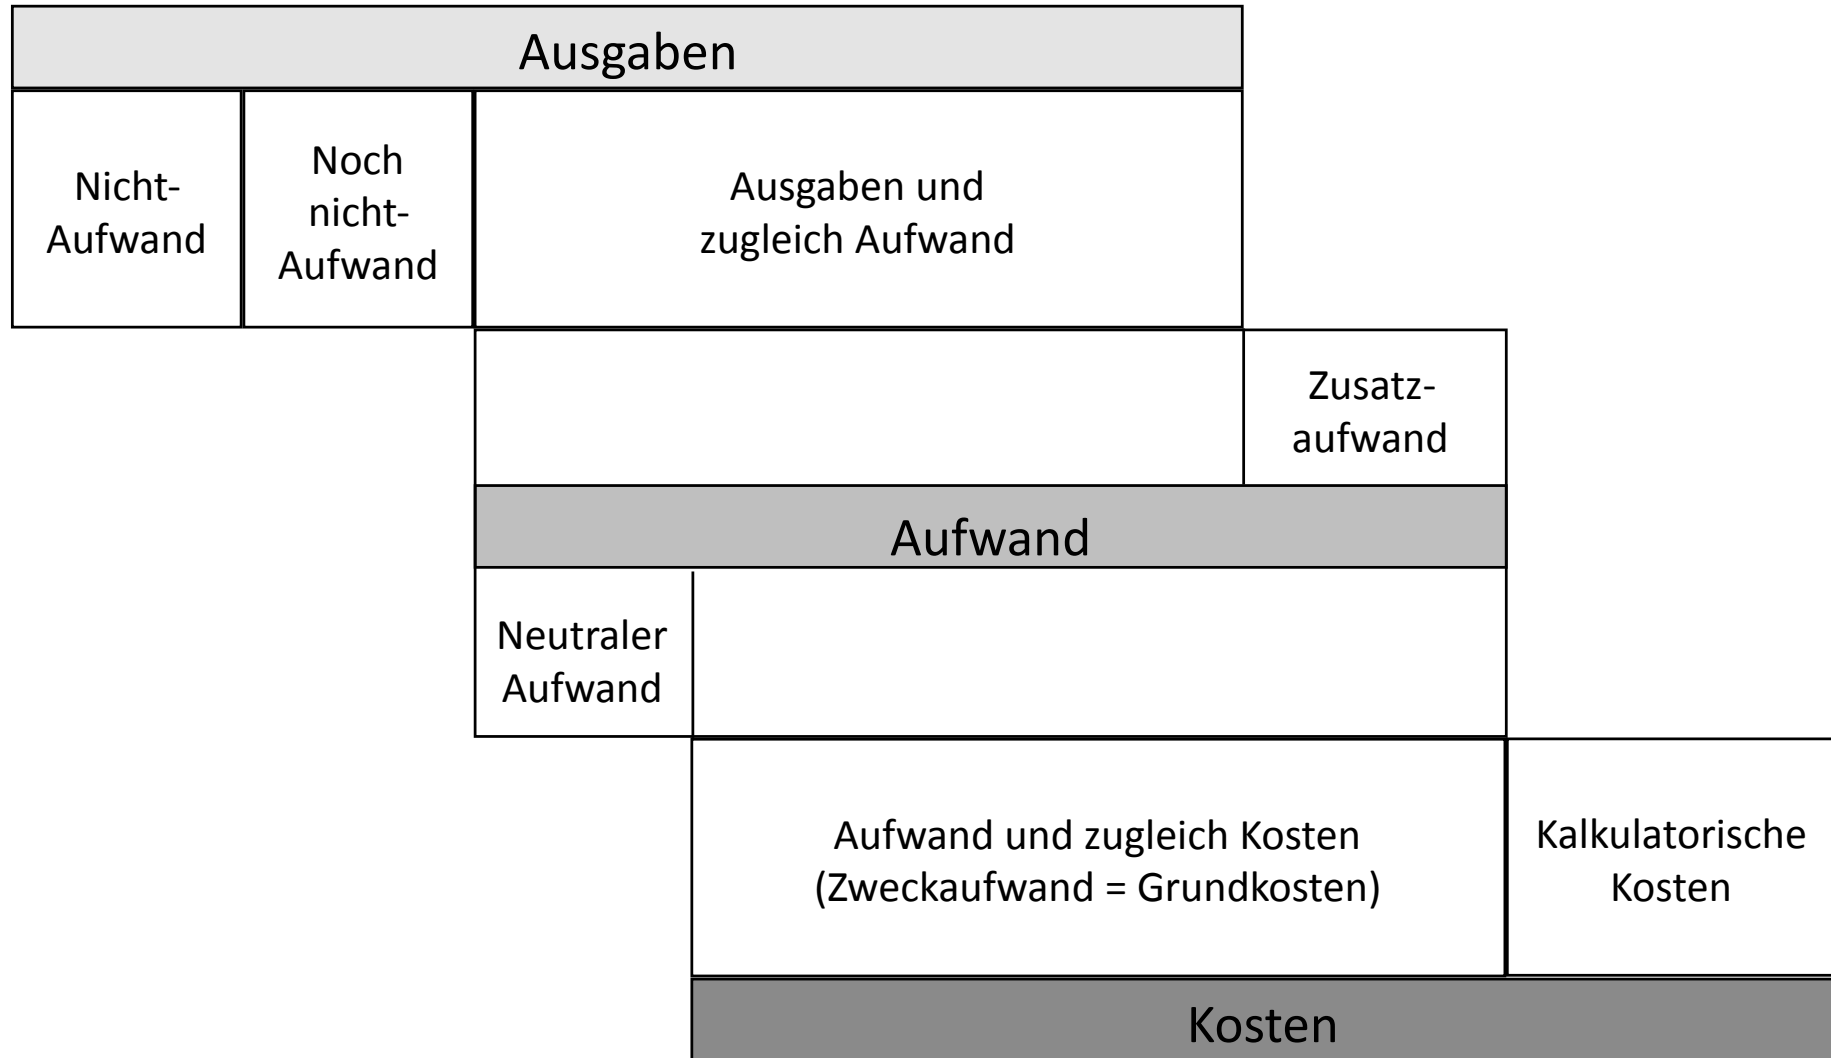 Ausgaben
Nicht-
Aufwand
Noch
nicht-
Aufwand
Ausgaben und
zugleich Aufwand
Zusatz-
aufwand
Aufwand
Neutraler
Aufwand
Aufwand und zugleich Kosten
(Zweckaufwand = Grundkosten)
Kalkulatorische
Kosten
Kosten